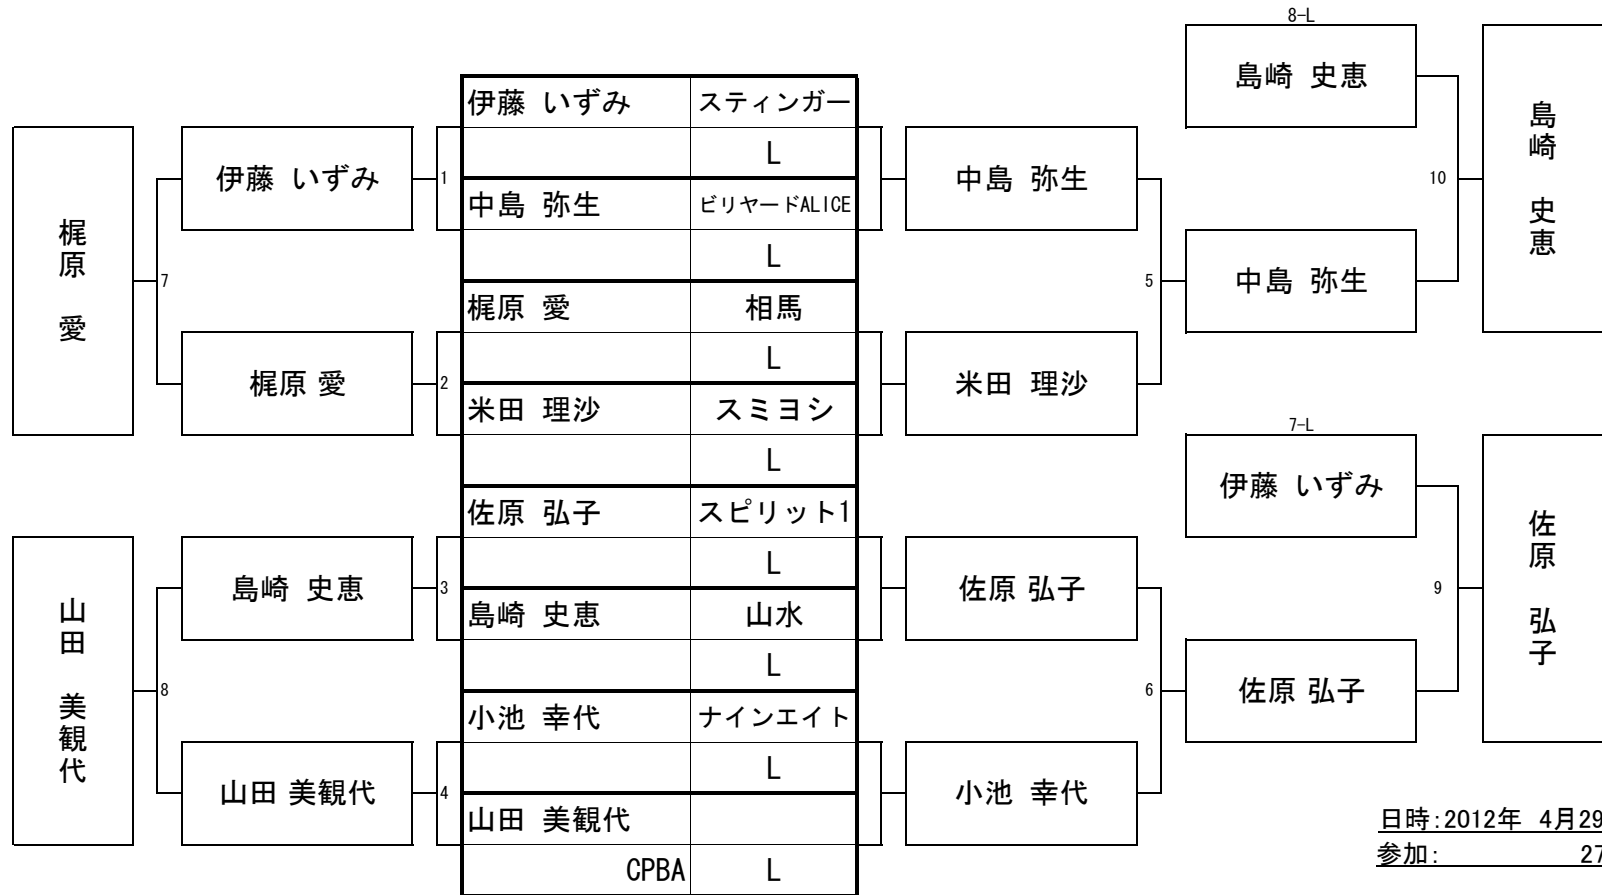 8-L
島崎 史恵
伊藤 いずみ スティンガー
L
伊藤 いずみ
1
中島 弥生
中島 弥生 ビリヤードALICE
L
10
島崎 史恵
梶原 愛
7
5
中島 弥生
梶原 愛 相馬
L
梶原 愛
2
米田 理沙
米田 理沙 スミヨシ
L
7-L
伊藤 いずみ
佐原 弘子 スピリット1
L
島崎 史恵
3
佐原 弘子
9
佐原 弘子
島崎 史恵 山水
L
山田 美観代
8
6
佐原 弘子
小池 幸代 ナインエイト
L
山田 美観代
4
小池 幸代
山田 美観代
CPBA L
日時:2012年 4月29
参加: 27